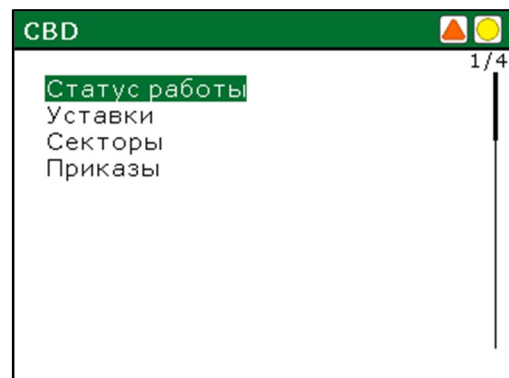 CBD
1/4
Статус работы
Уставки
Секторы
Приказы